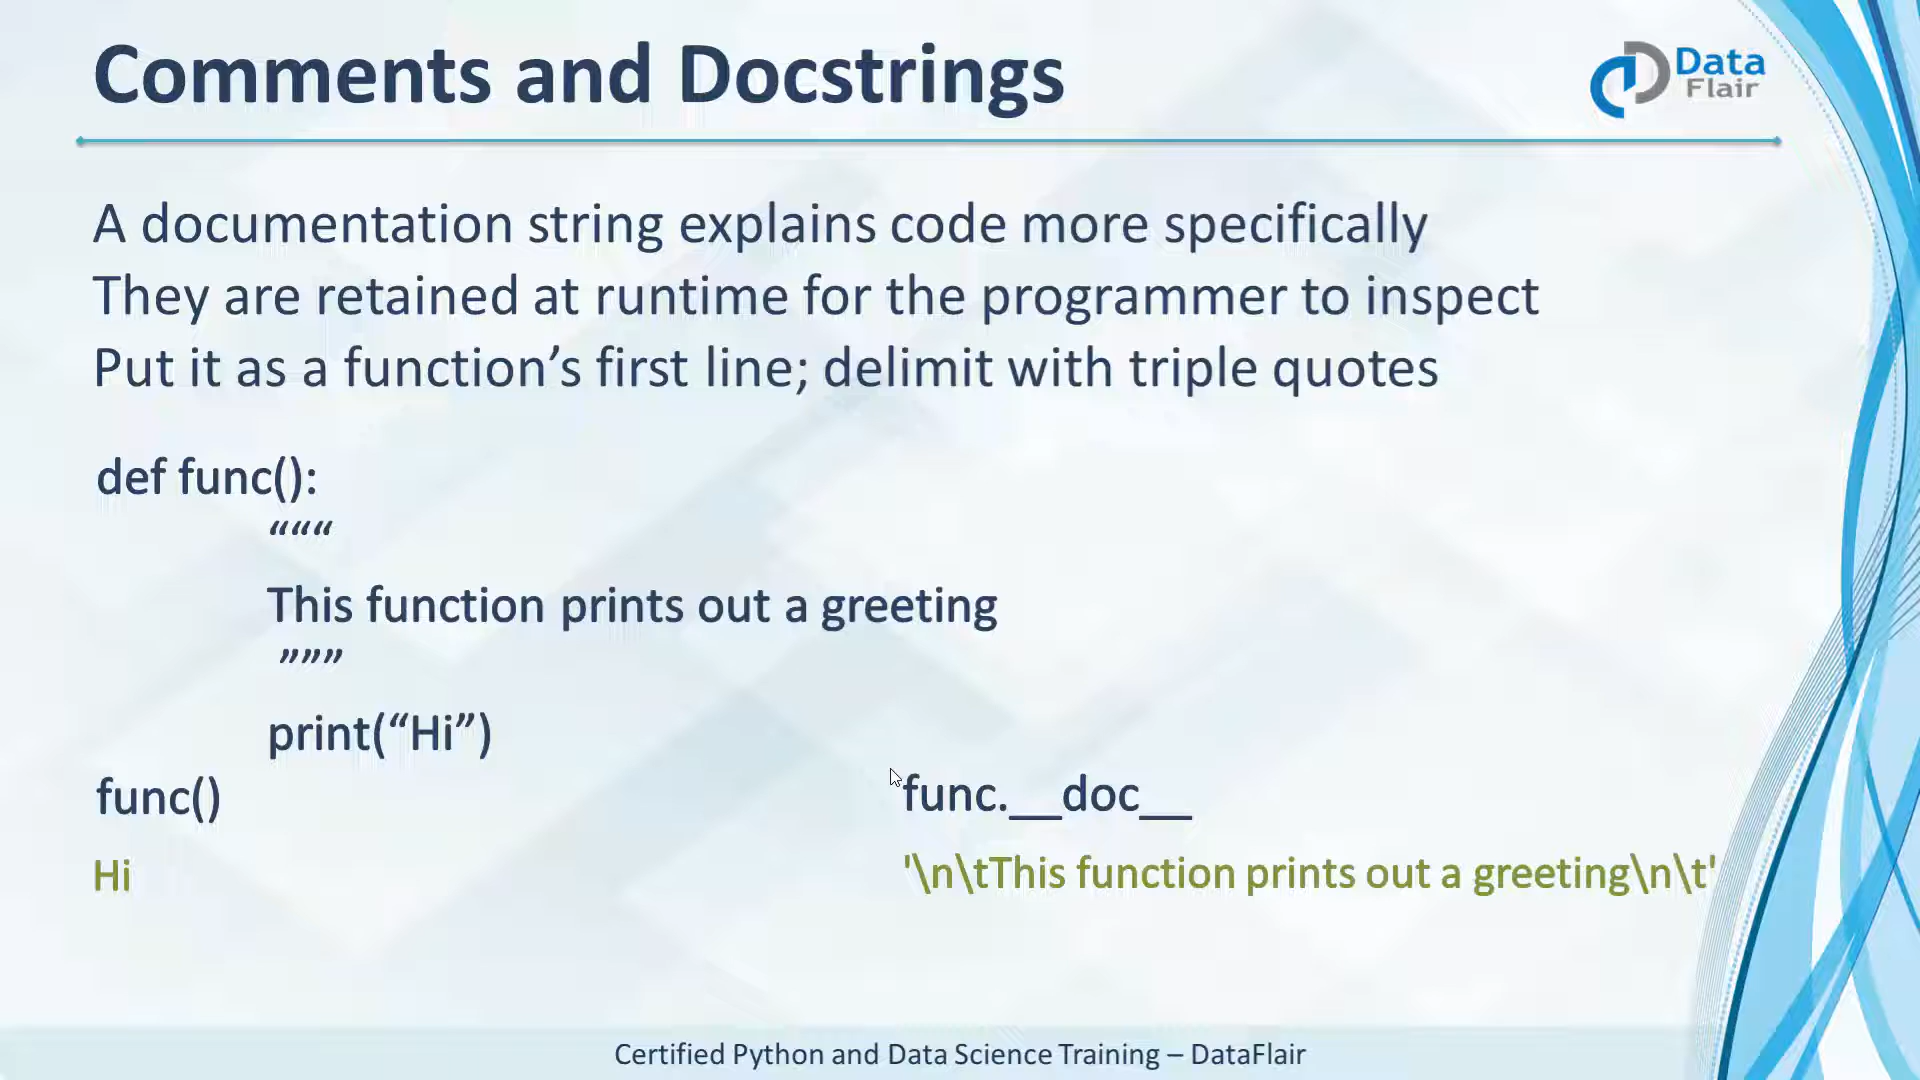 Comments and Docstrings
Data
Flair
A documentation string explains code more specifically
They are retained at runtime for the programmer to inspect
Put it as a function’s first line; delimit with triple quotes
def func():
“““
This function prints out a greeting
”””
print(“Hi”)
func()
func.__doc__
Hi
'\n\tThis function prints out a greeting\n\t'
Certified Python and Data Science Training – DataFlair